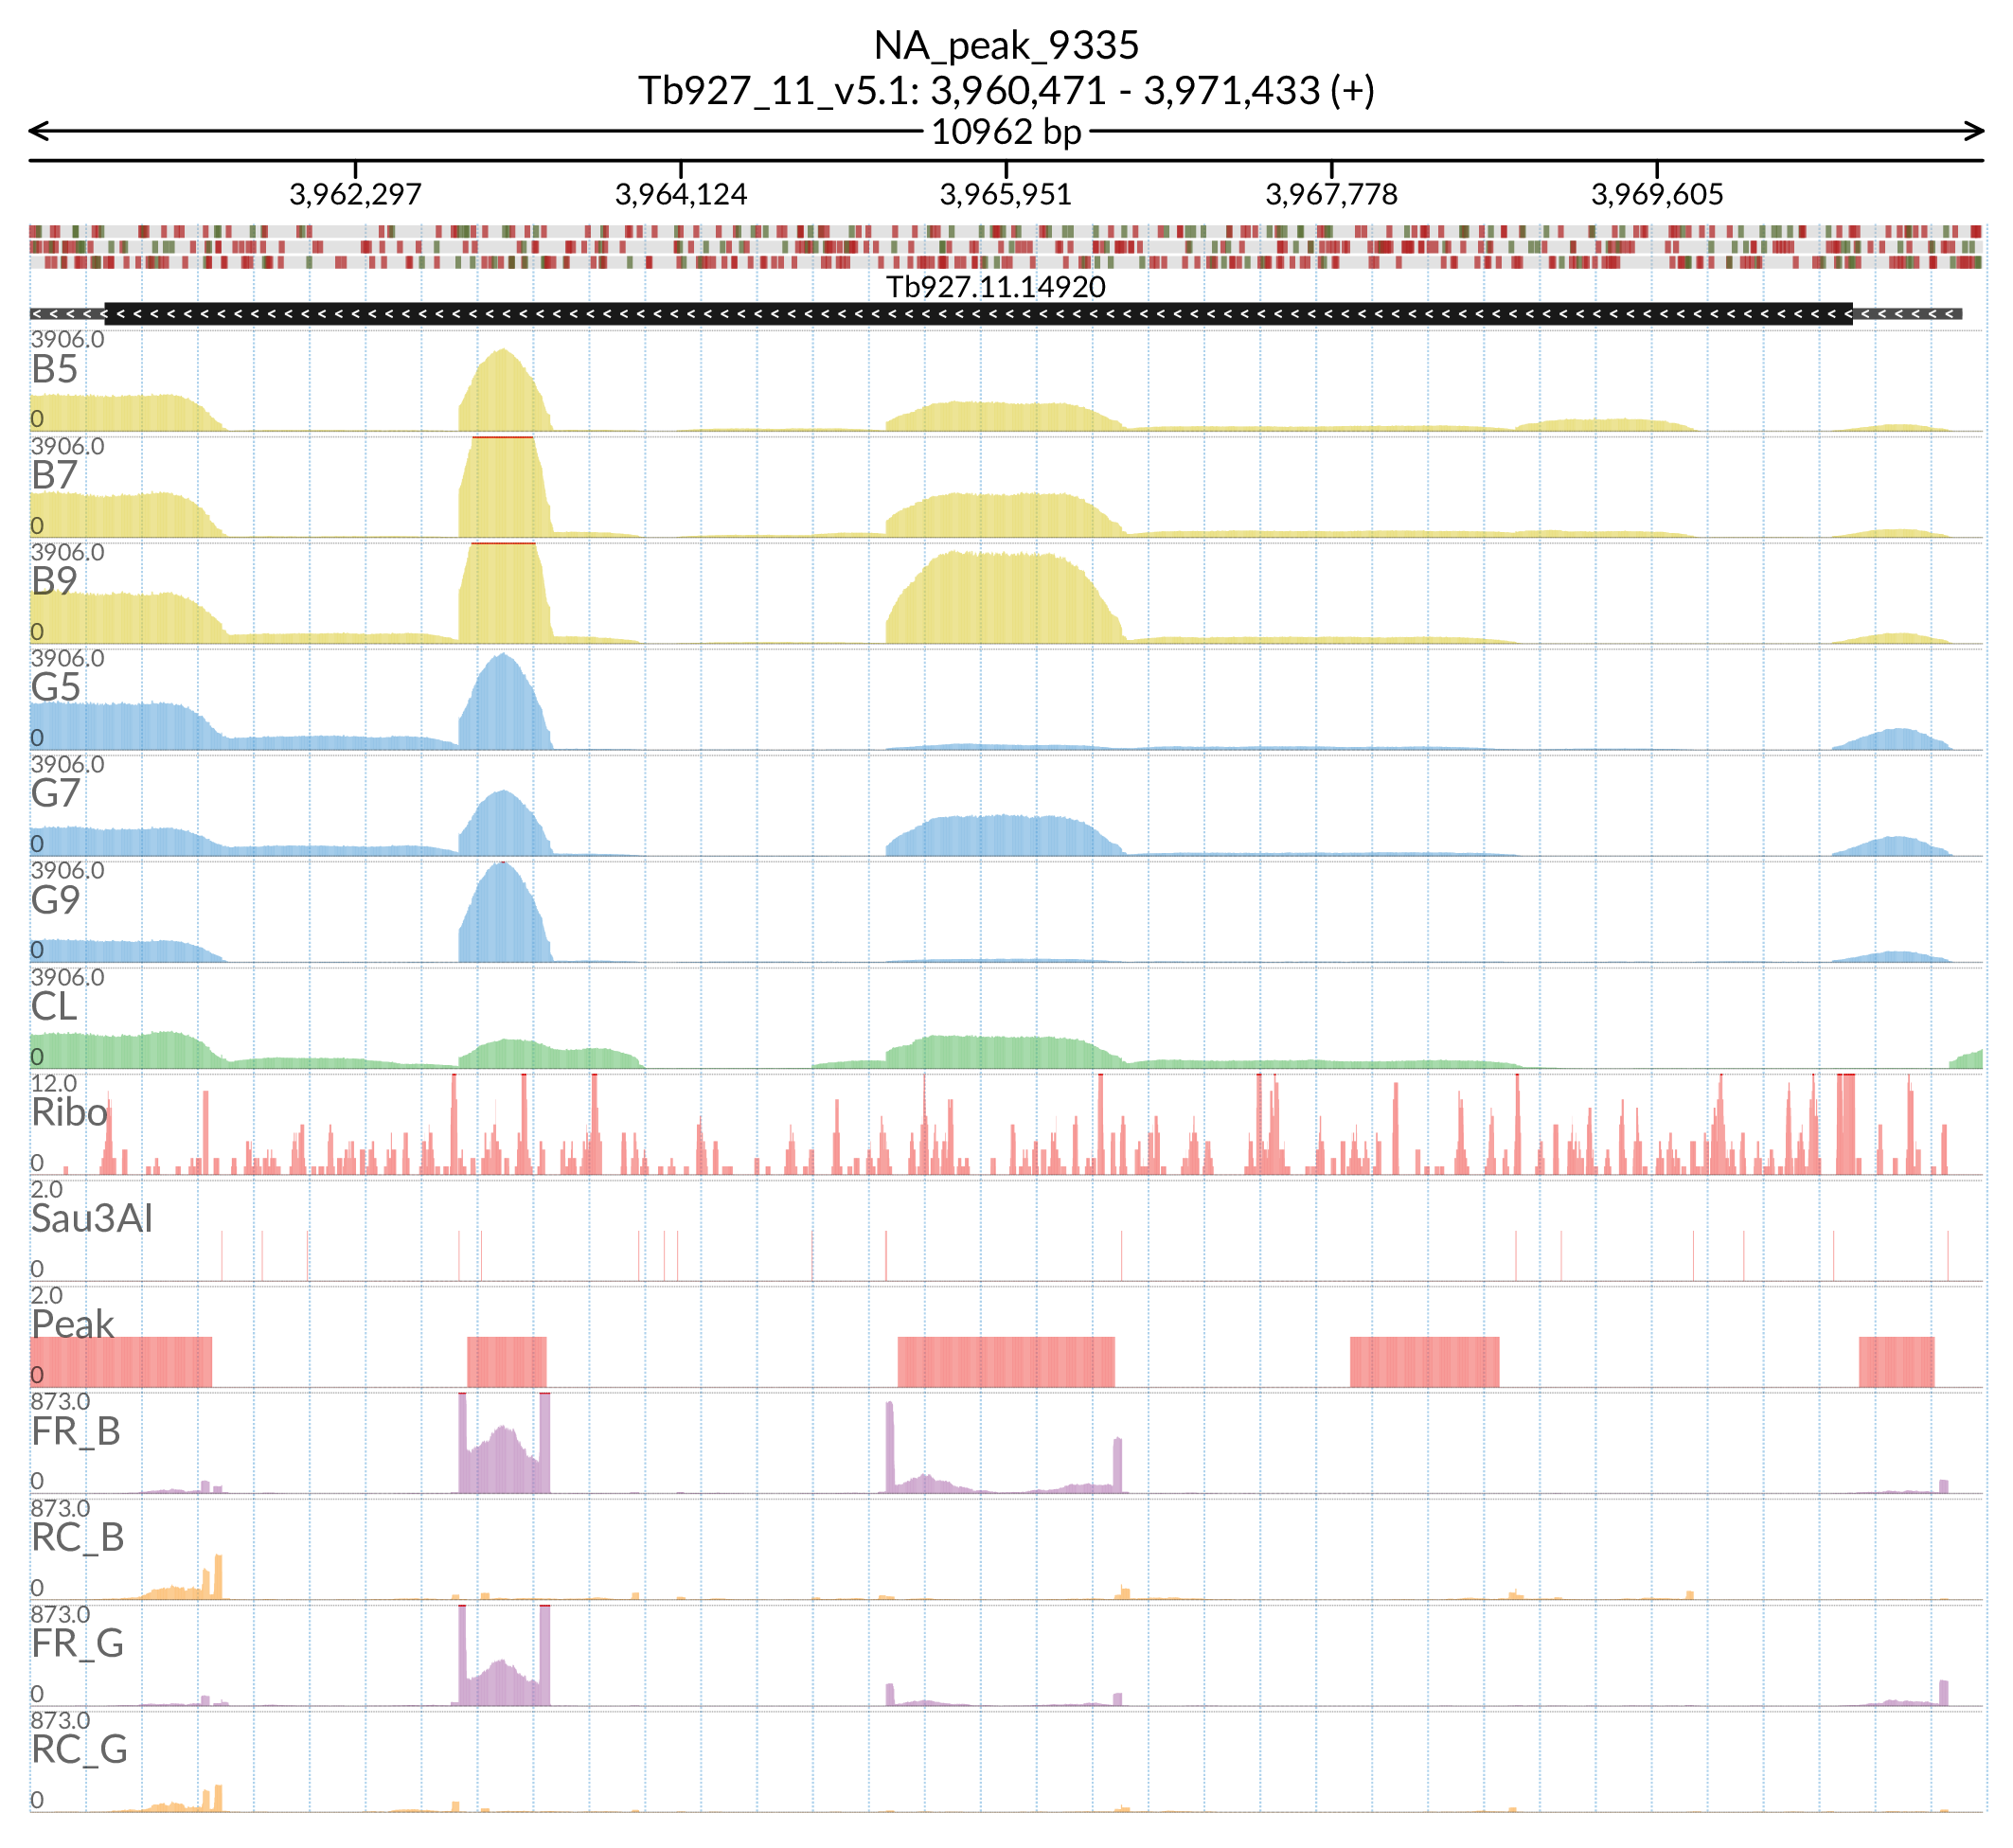 NA_peak_9335
Tb927_11_v5.1: 3,960,471 - 3,971,433 (+)
10962 bp
3,962,297 3,964,124 3,965,951 3,967,778 3,969,605
Tb927.11.14920
3906.0
B5
0
3906.0
B7
0
3906.0
B9
0
3906.0
G5
0
3906.0
G7
0
3906.0
G9
0
3906.0
CL
0
12.0
Ribo
0
2.0
Sau3AI
0
2.0
Peak
0
873.0
FR_B
0
873.0
RC_B
0
873.0
FR_G
0
873.0
RC_G
0